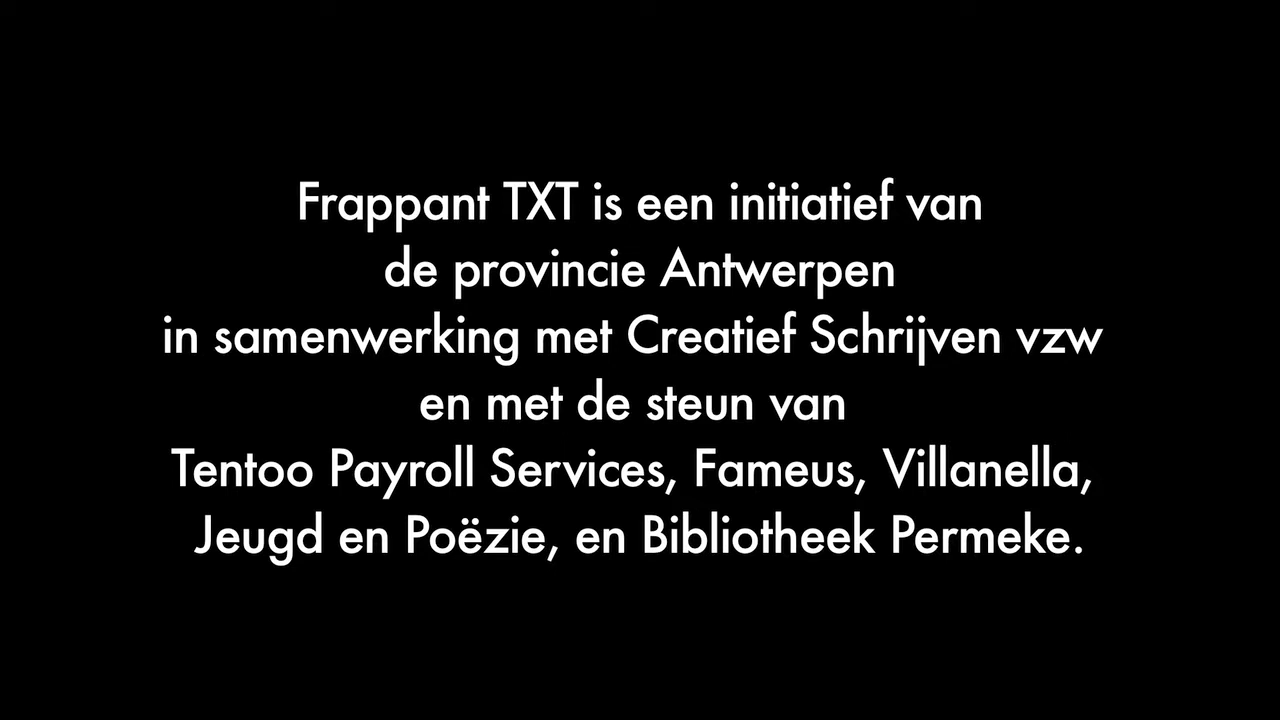 Frappant TXT is een initiatief van
de provincie Antwerpen
in samenwerking met Creatief Schrijven vzw
en met de steun van
Tentoo Payroll Services, Fameus, Villanella,
Jeugd en Poëzie, en Bibliotheek Permeke.